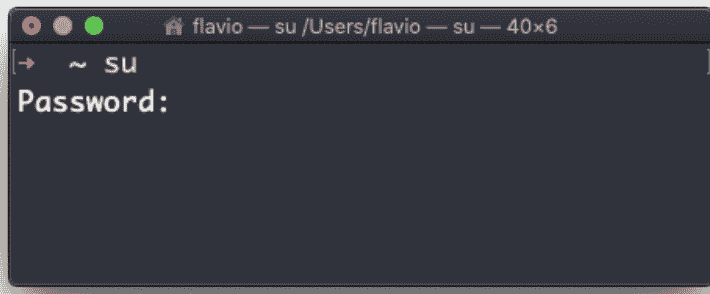 flavio — su /Users/flavio — su — 40×6
[➜ ~ su ]
Password: